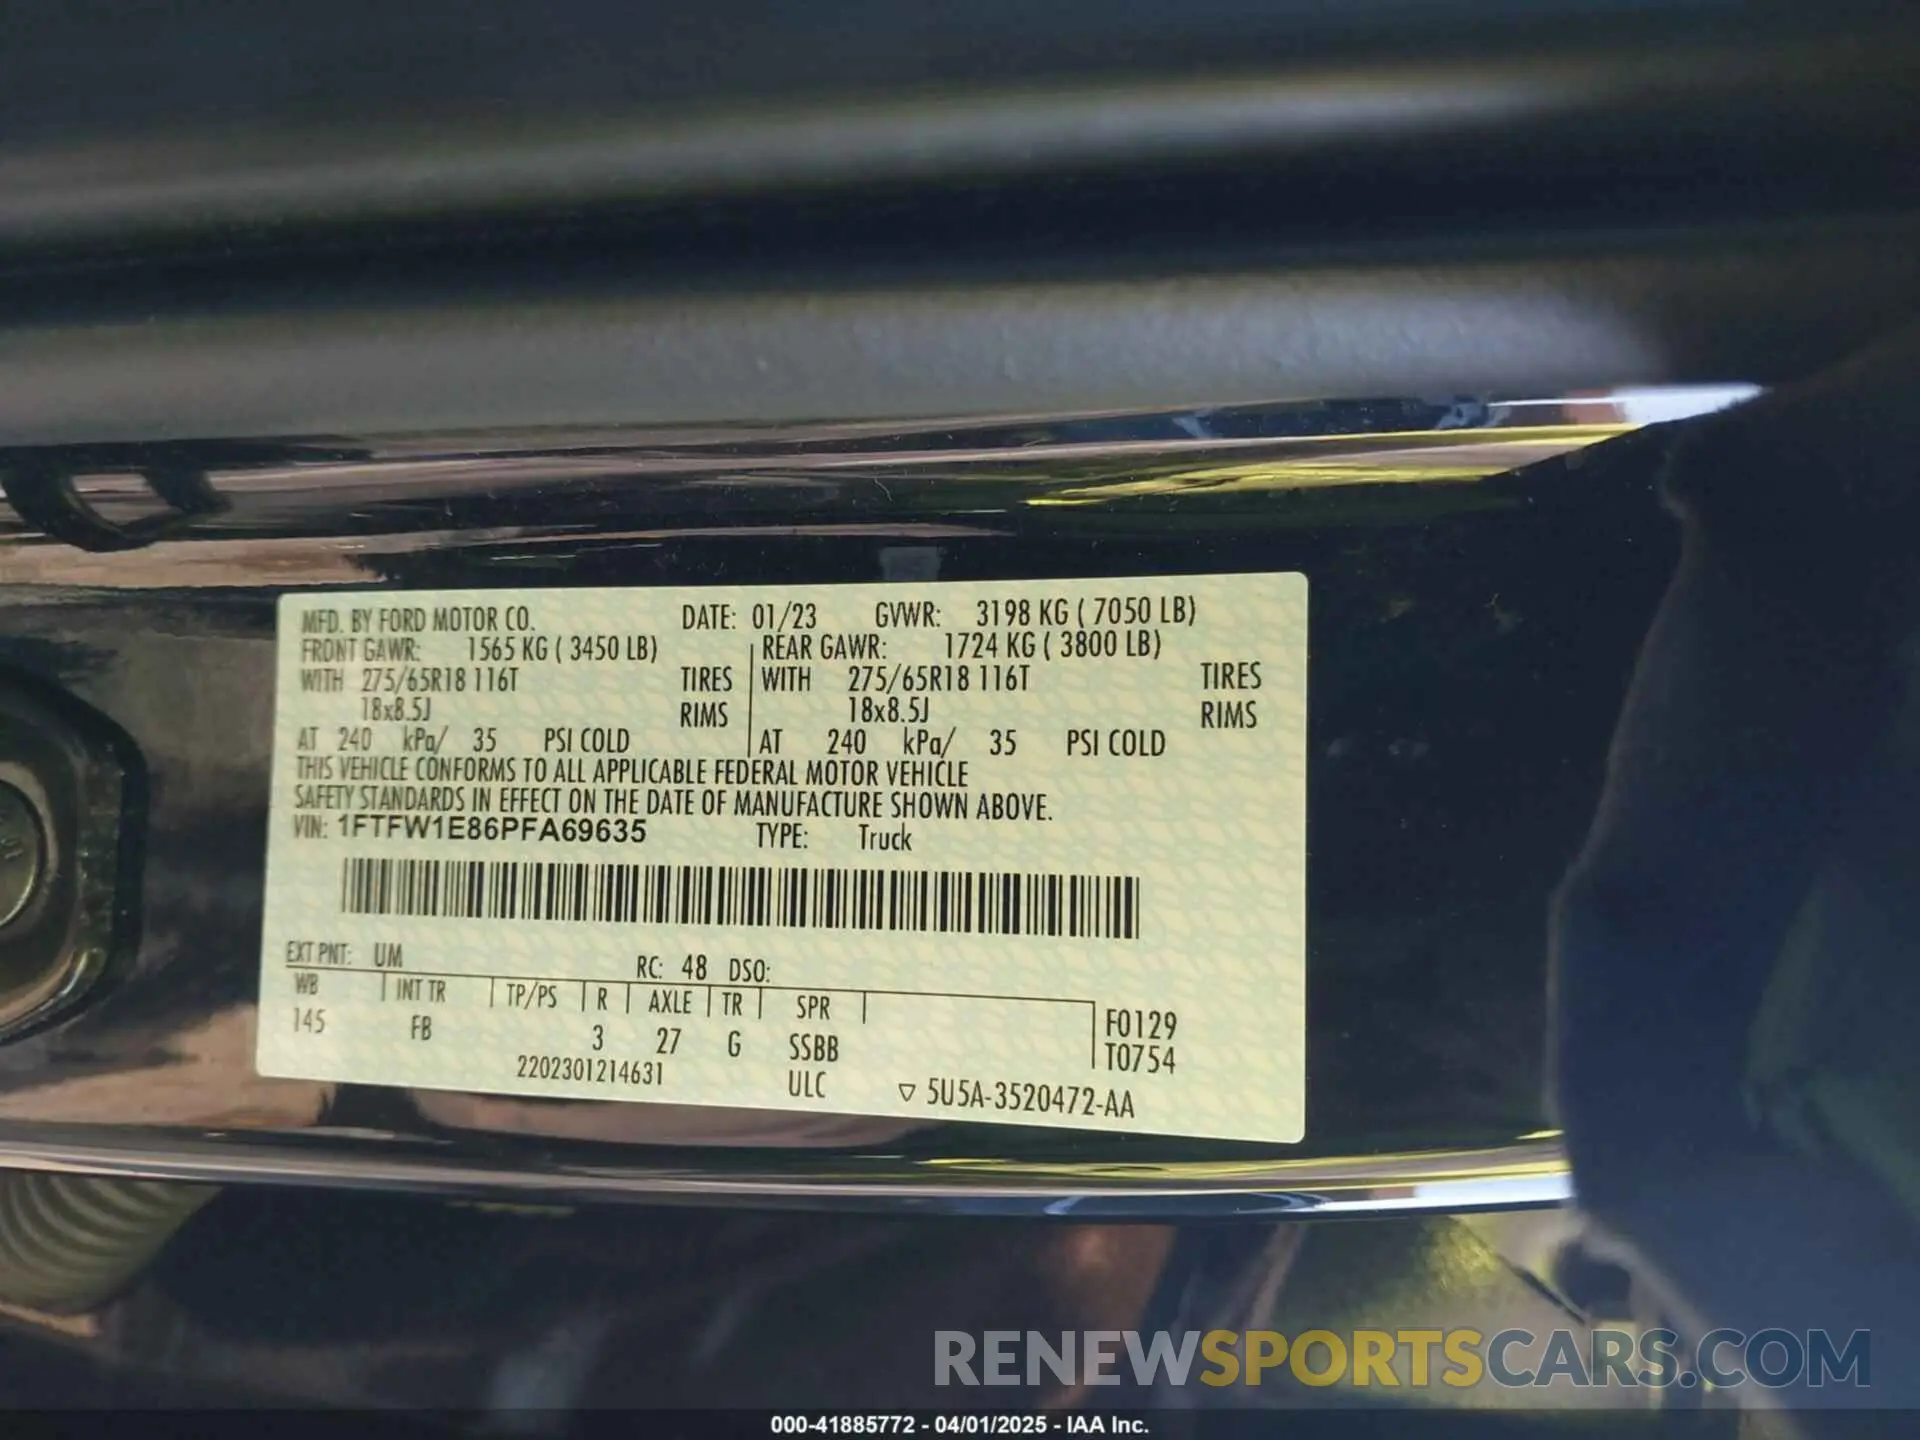 MFD. BY FORD MOTOR CO. DATE: 01/23 GVWR: 3198 KG ( 7050 LB)
FRONT GAWR: 1565 KG ( 3450 LB) REAR GAWR: 1724 KG ( 3800 LB)
WITH 275/65R18 116T TIRES WITH 275/65R18 116T TIRES
18x8.5J RIMS 18x8.5J RIMS
AT 240 kPa/ 35 PSI COLD AT 240 kPa/ 35 PSI COLD
THIS VEHICLE CONFORMS TO ALL APPLICABLE FEDERAL MOTOR VEHICLE
SAFETY STANDARDS IN EFFECT ON THE DATE OF MANUFACTURE SHOWN ABOVE.
VIN: 1FTFW1E86PFA69635 TYPE: Truck
EXT PNT: UM RC: 48 DSO:
WB INT TR TP/PS R AXLE TR SPR F0129
145 FB 3 27 G SSBB T0754
2202301214631 ULC ▽ 5U5A-3520472-AA
RENEWSPORTSCARS.COM
000-41885772 - 04/01/2025 - IAA Inc.